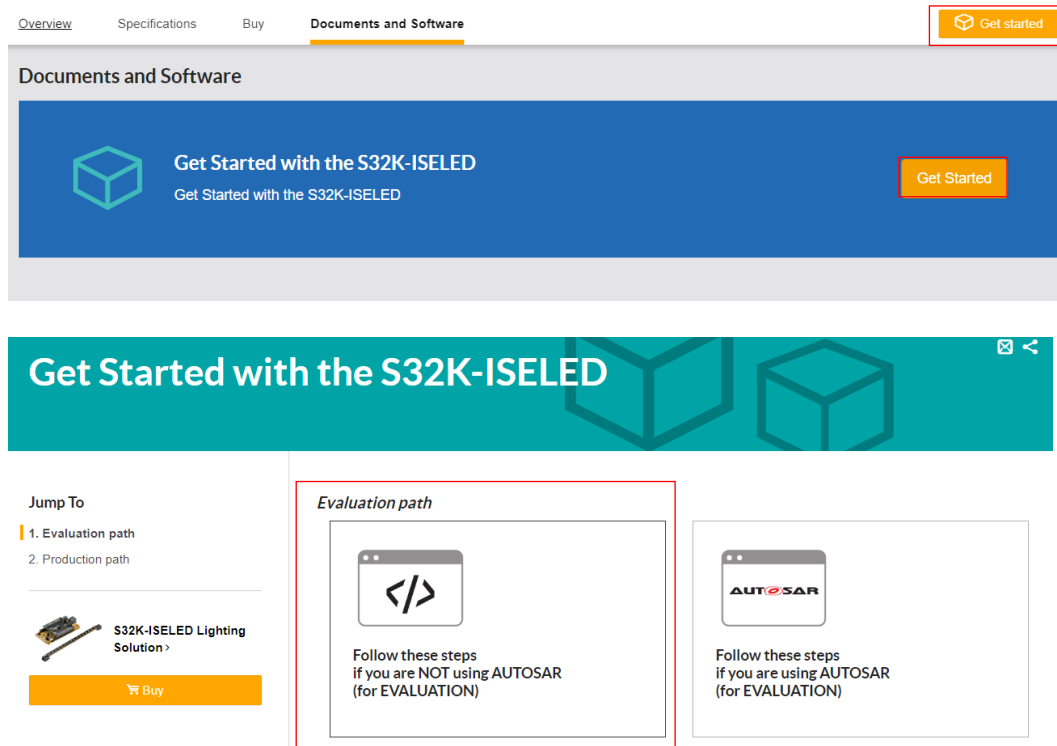 Overview Specifications Buy Documents and Software Get started
Documents and Software
Get Started with the S32K-ISELED
Get Started with the S32K-ISELED
Get Started
Get Started with the S32K-ISELED
Jump To
1. Evaluation path
2. Production path
S32K-ISELED Lighting
Solution >
Buy
Evaluation path
</>
Follow these steps
if you are NOT using AUTOSAR
(for EVALUATION)
AUTOSAR
Follow these steps
if you are using AUTOSAR
(for EVALUATION)